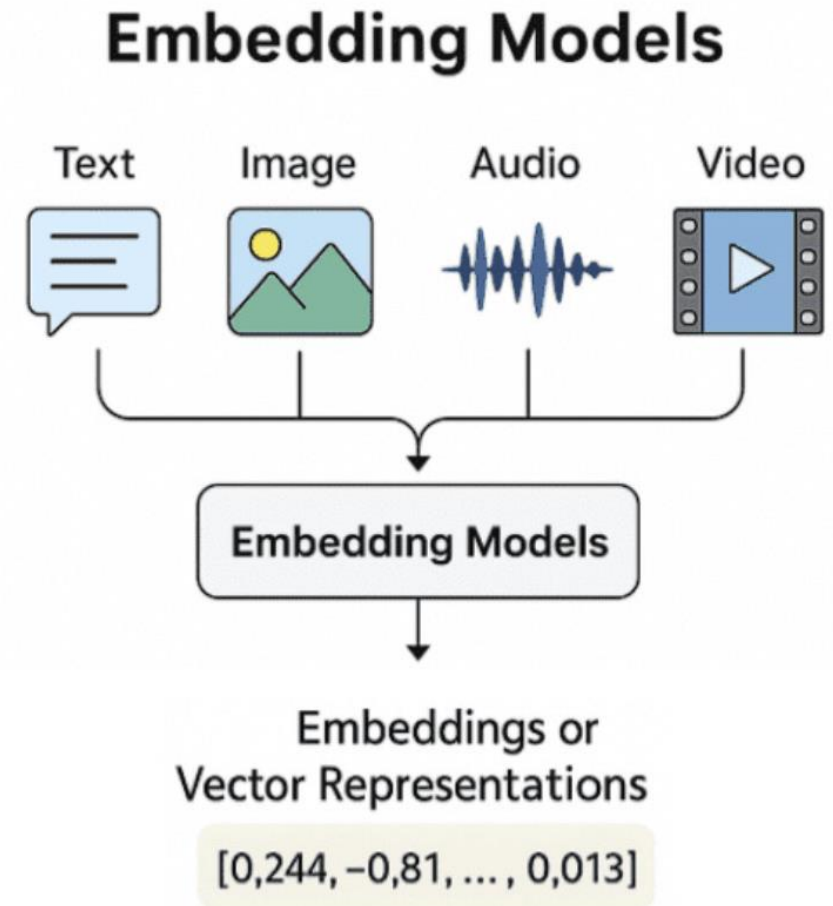 Embedding Models
Text Image Audio Video
Embedding Models
Embeddings or
Vector Representations
[0,244, –0,81, ... , 0,013]